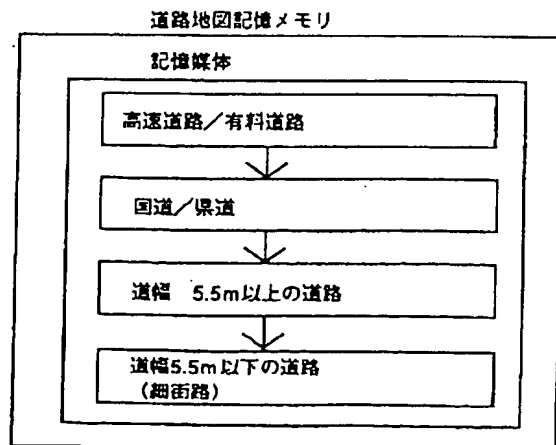 道路地図記憶メモリ
記憶媒体
高速道路／有料道路
国道／県道
道幅　5.5m以上の道路
道幅5.5m以下の道路
（細街路）